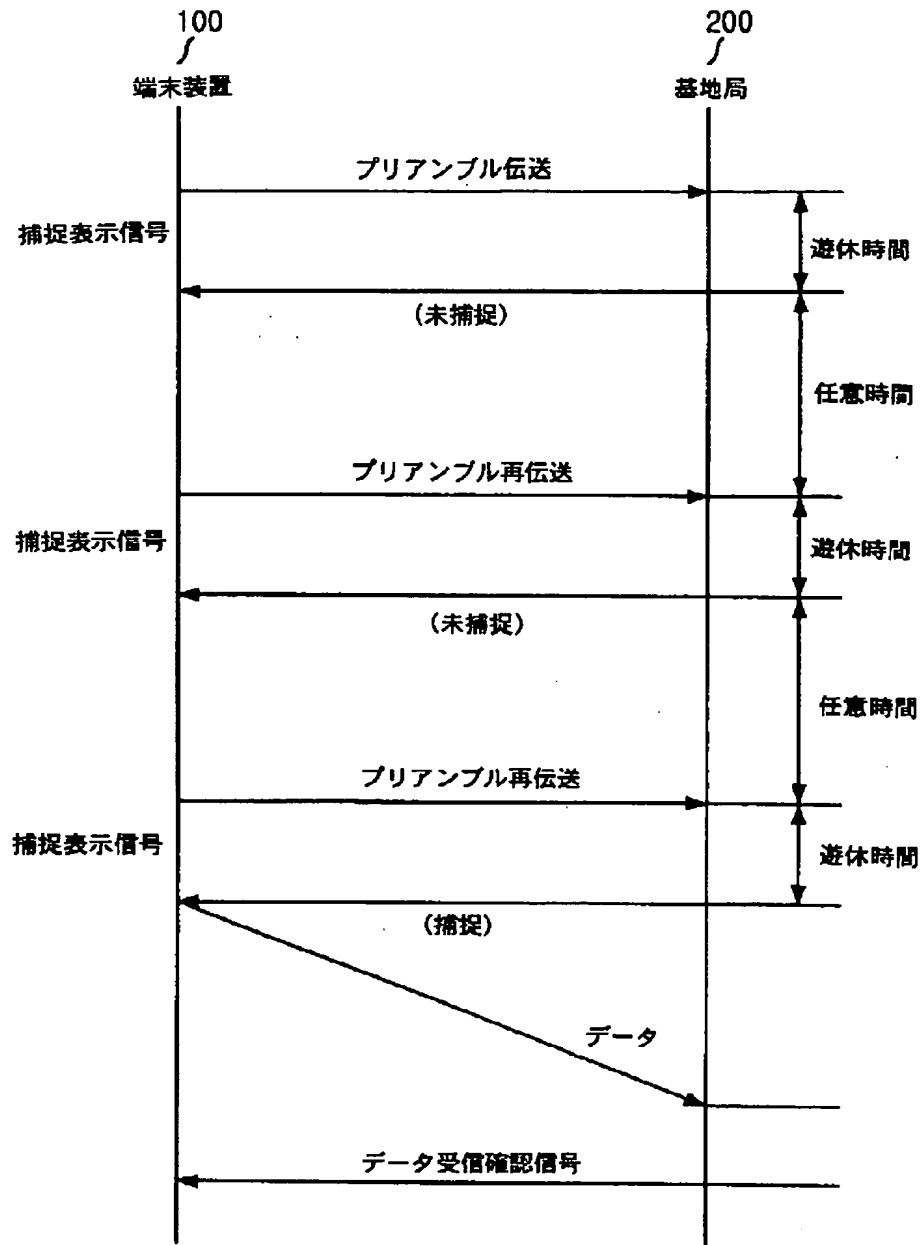 100
200
端末装置
基地局
プリアンブル伝送
捕捉表示信号
遊休時間
(未捕捉)
任意時間
プリアンブル再伝送
捕捉表示信号
遊休時間
(未捕捉)
任意時間
プリアンブル再伝送
捕捉表示信号
遊休時間
(捕捉)
データ
データ受信確認信号